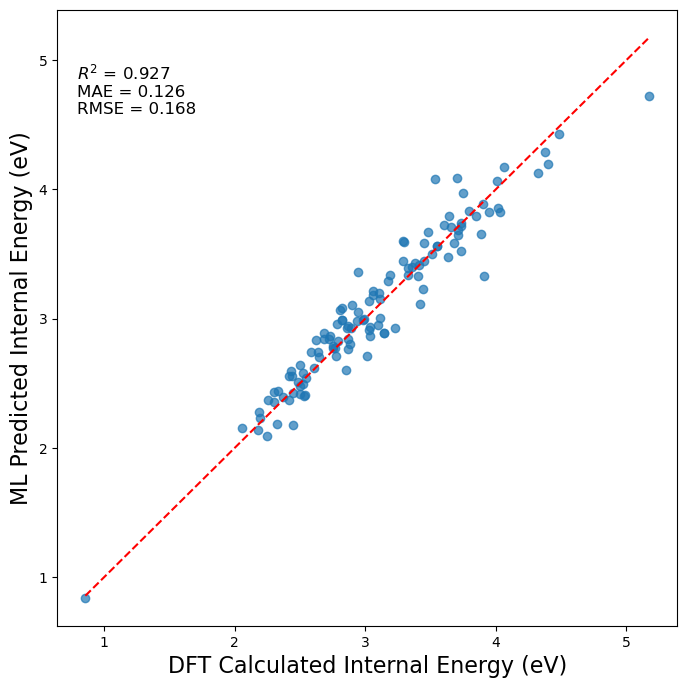 R² = 0.927
MAE = 0.126
RMSE = 0.168
ML Predicted Internal Energy (eV)
5
4
3
2
1
1 2 3 4 5
DFT Calculated Internal Energy (eV)